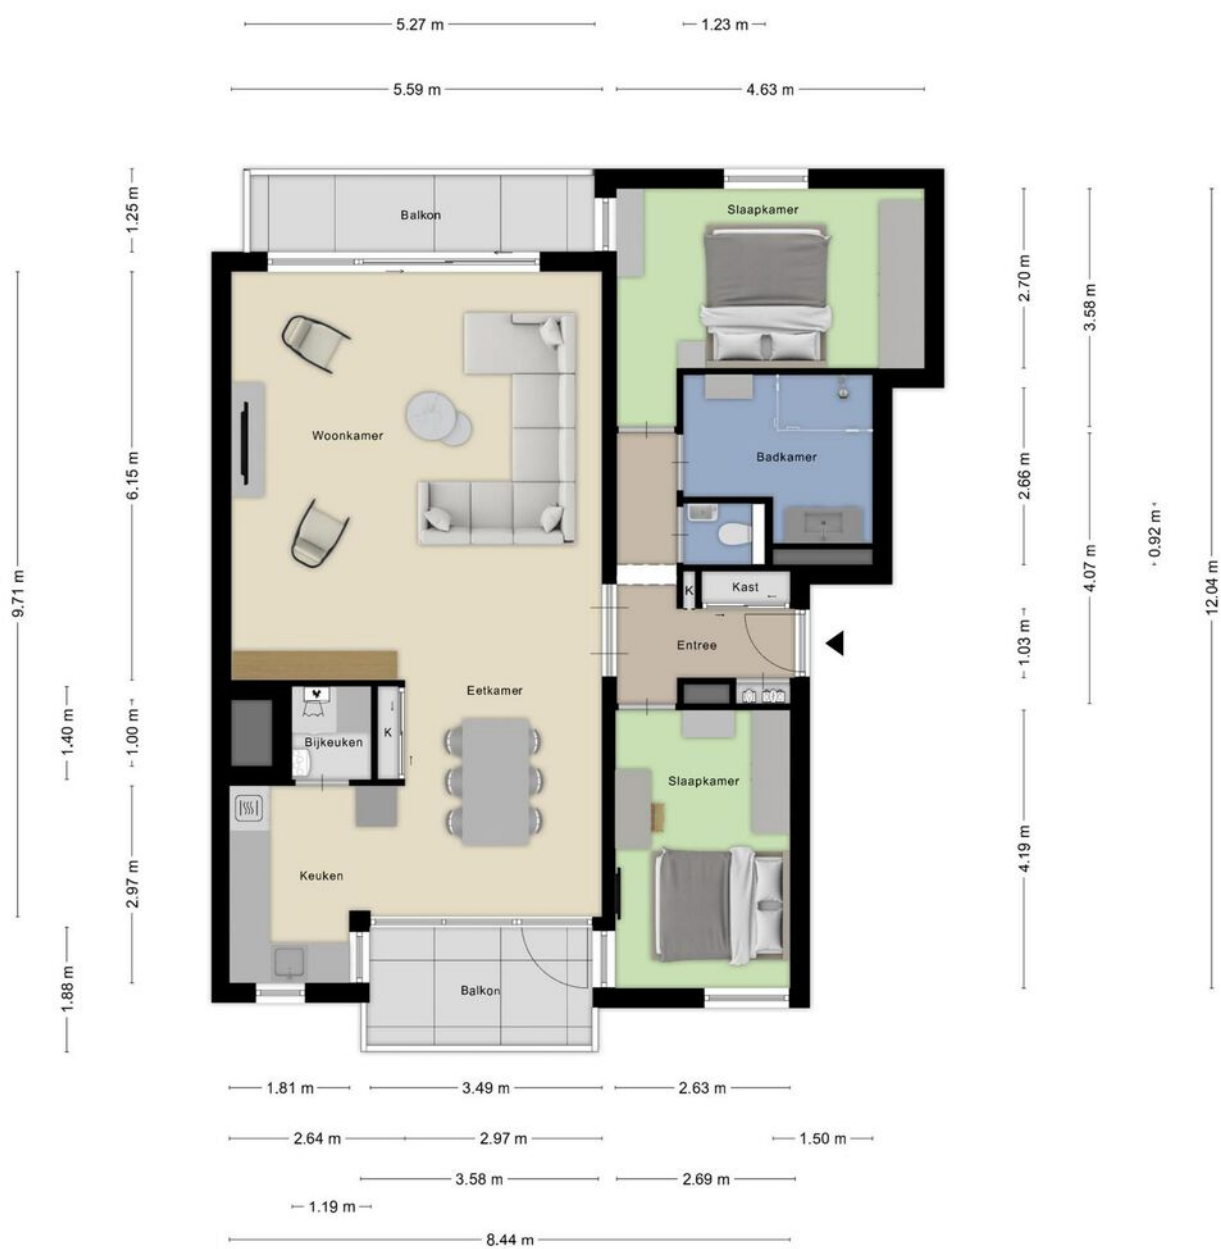 5.27 m
1.23 m
5.59 m
4.63 m
1.25 m
Balkon
Slaapkamer
2.70 m
3.58 m
6.15 m
Woonkamer
Badkamer
2.66 m
0.92 m
9.71 m
4.07 m
12.04 m
K
Kast
Entree
1.03 m
Eetkamer
1.40 m
1.00 m
Bijkeuken
K
Slaapkamer
4.19 m
2.97 m
Keuken
1.88 m
Balkon
1.81 m
3.49 m
2.63 m
2.64 m
2.97 m
1.50 m
3.58 m
2.69 m
1.19 m
8.44 m